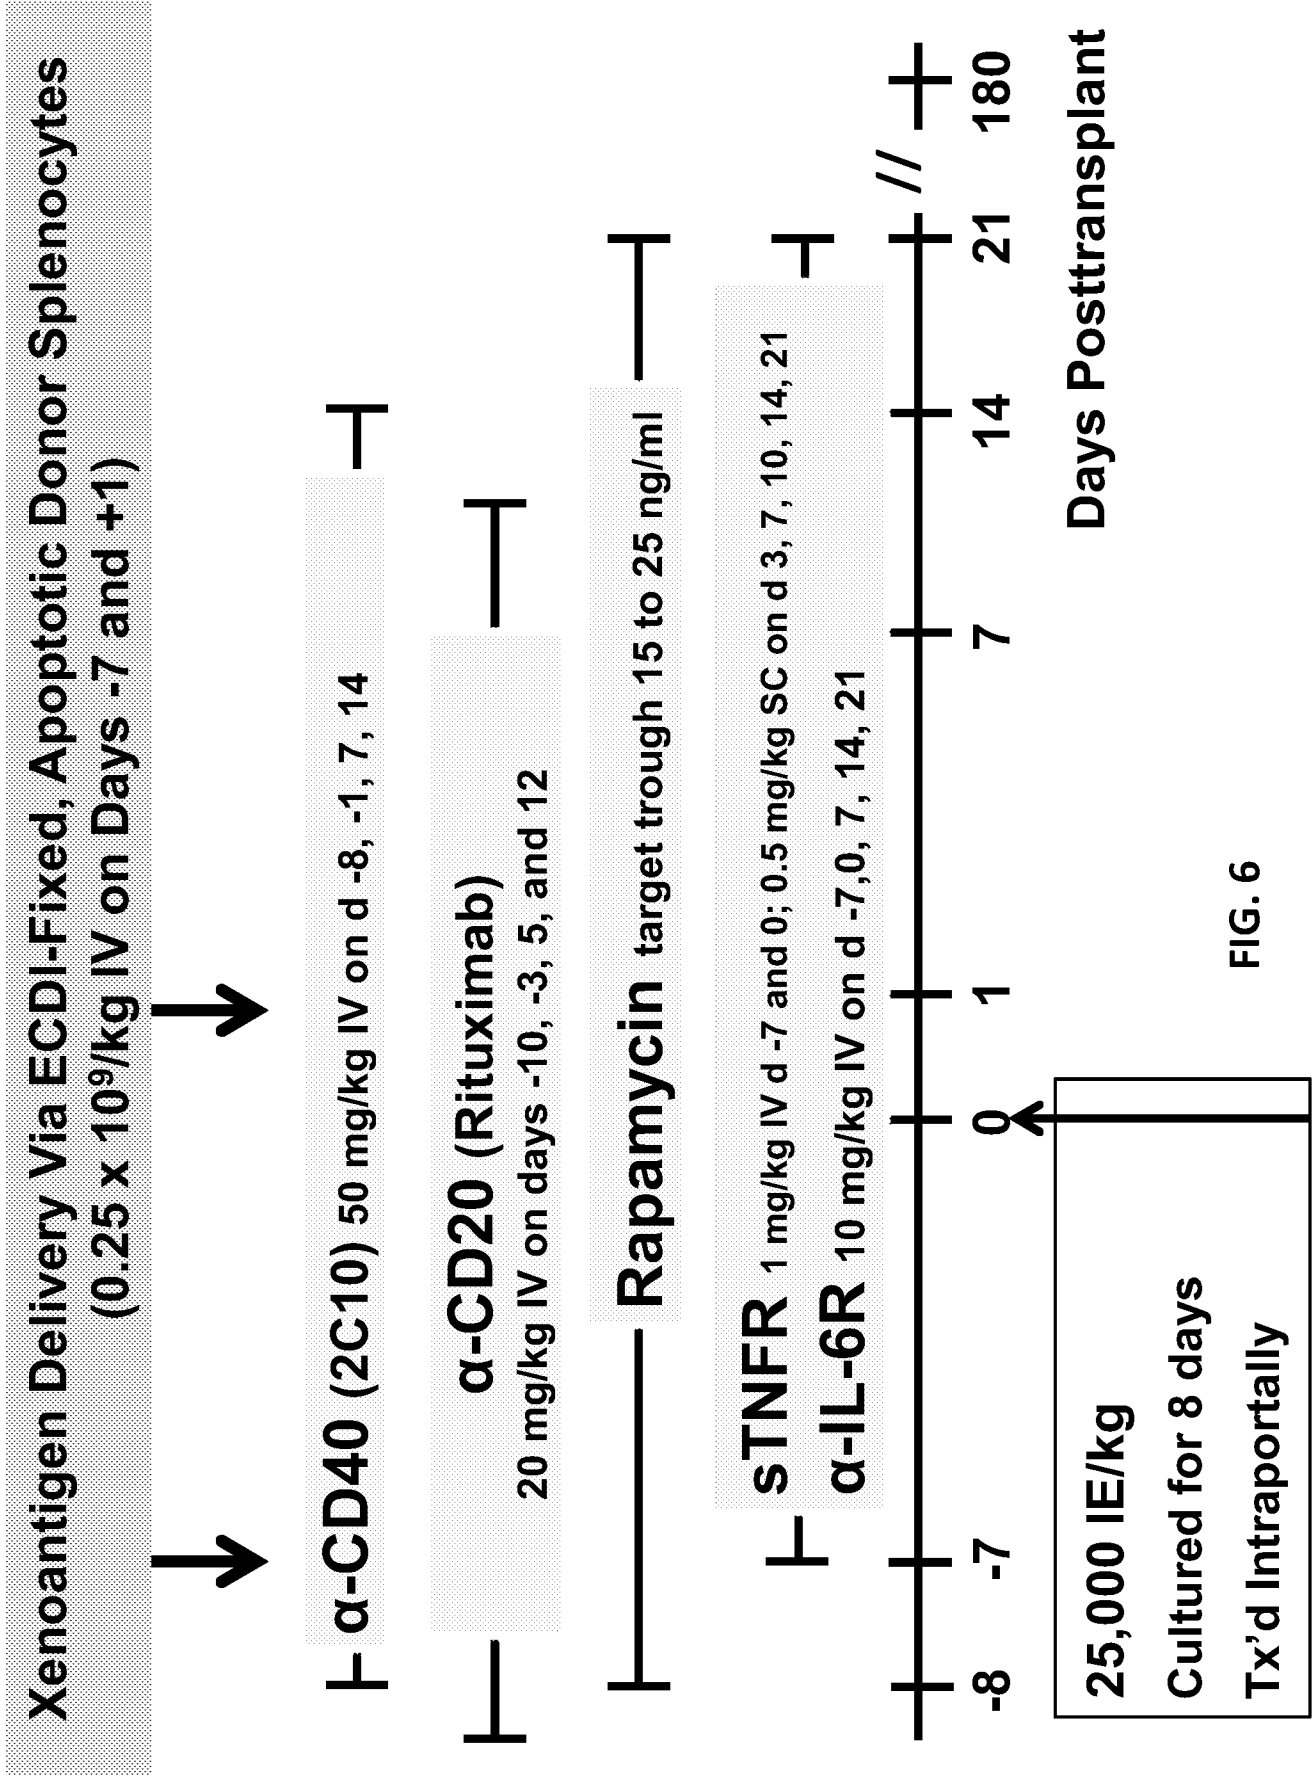 Xenoantigen Delivery Via ECDI-Fixed, Apoptotic Donor Splenocytes
(0.25 x 10⁹/kg IV on Days -7 and +1)
α-CD40 (2C10) 50 mg/kg IV on d -8, -1, 7, 14
α-CD20 (Rituximab)
20 mg/kg IV on days -10, -3, 5, and 12
Rapamycin target trough 15 to 25 ng/ml
sTNFR 1 mg/kg IV d -7 and 0; 0.5 mg/kg SC on d 3, 7, 10, 14, 21
α-IL-6R 10 mg/kg IV on d -7,0, 7, 14, 21
-8 -7 0 1 7 14 21 // 180
Days Posttransplant
25,000 IE/kg
Cultured for 8 days
Tx’d Intraportally
FIG. 6